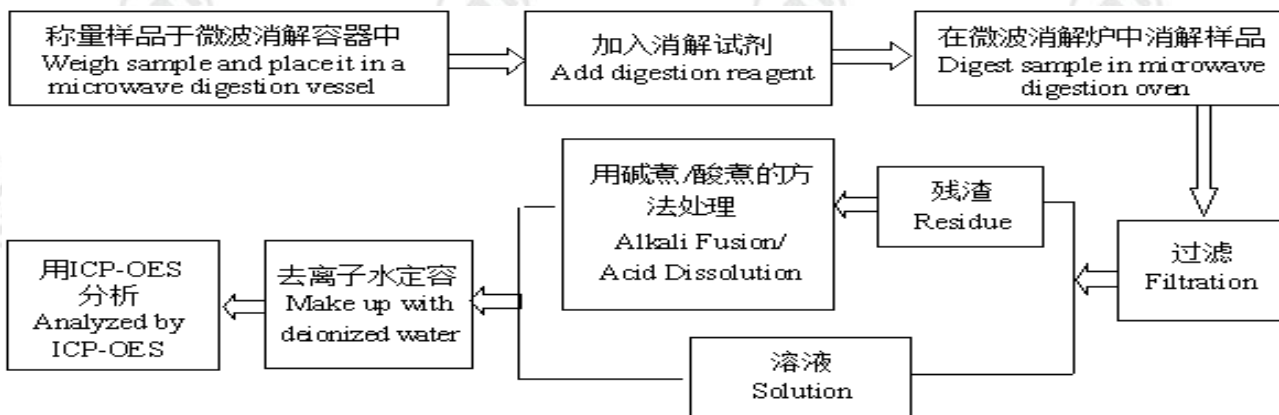 称量样品于微波消解容器中
Weigh sample and place it in a
microwave digestion vessel
加入消解试剂
Add digestion reagent
在微波消解炉中消解样品
Digest sample in microwave
digestion oven
过滤
Filtration
残渣
Residue
溶液
Solution
用碱煮/酸煮的方
法处理
Alkali Fusion/
Acid Dissolution
去离子水定容
Make up with
deionized water
用ICP-OES
分析
Analyzed by
ICP-OES